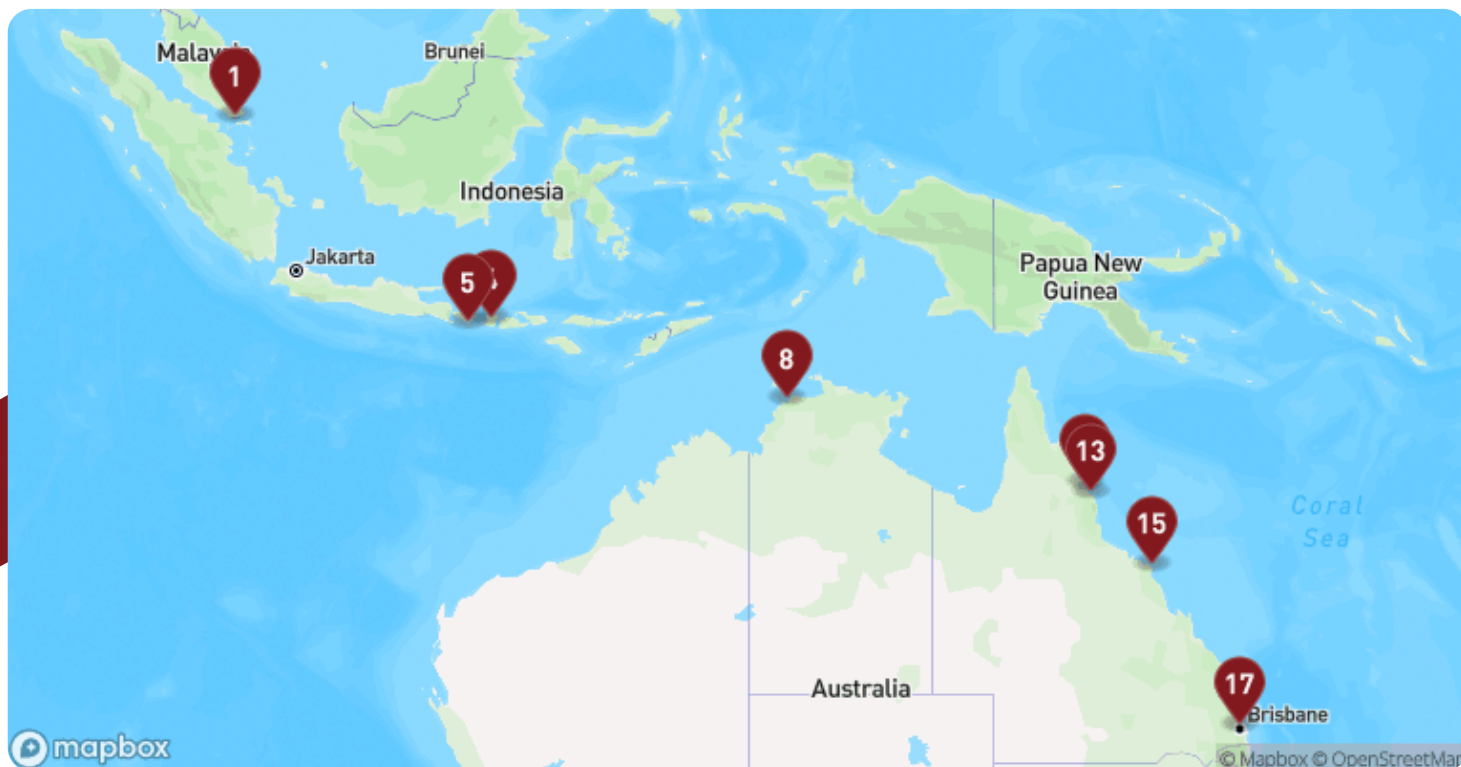 Brunei
1
Indonesia
Jakarta
5
Papua New
Guinea
8
13
15
Coral
Sea
Australia
17
Brisbane
mapbox
© Mapbox © OpenStreetMap